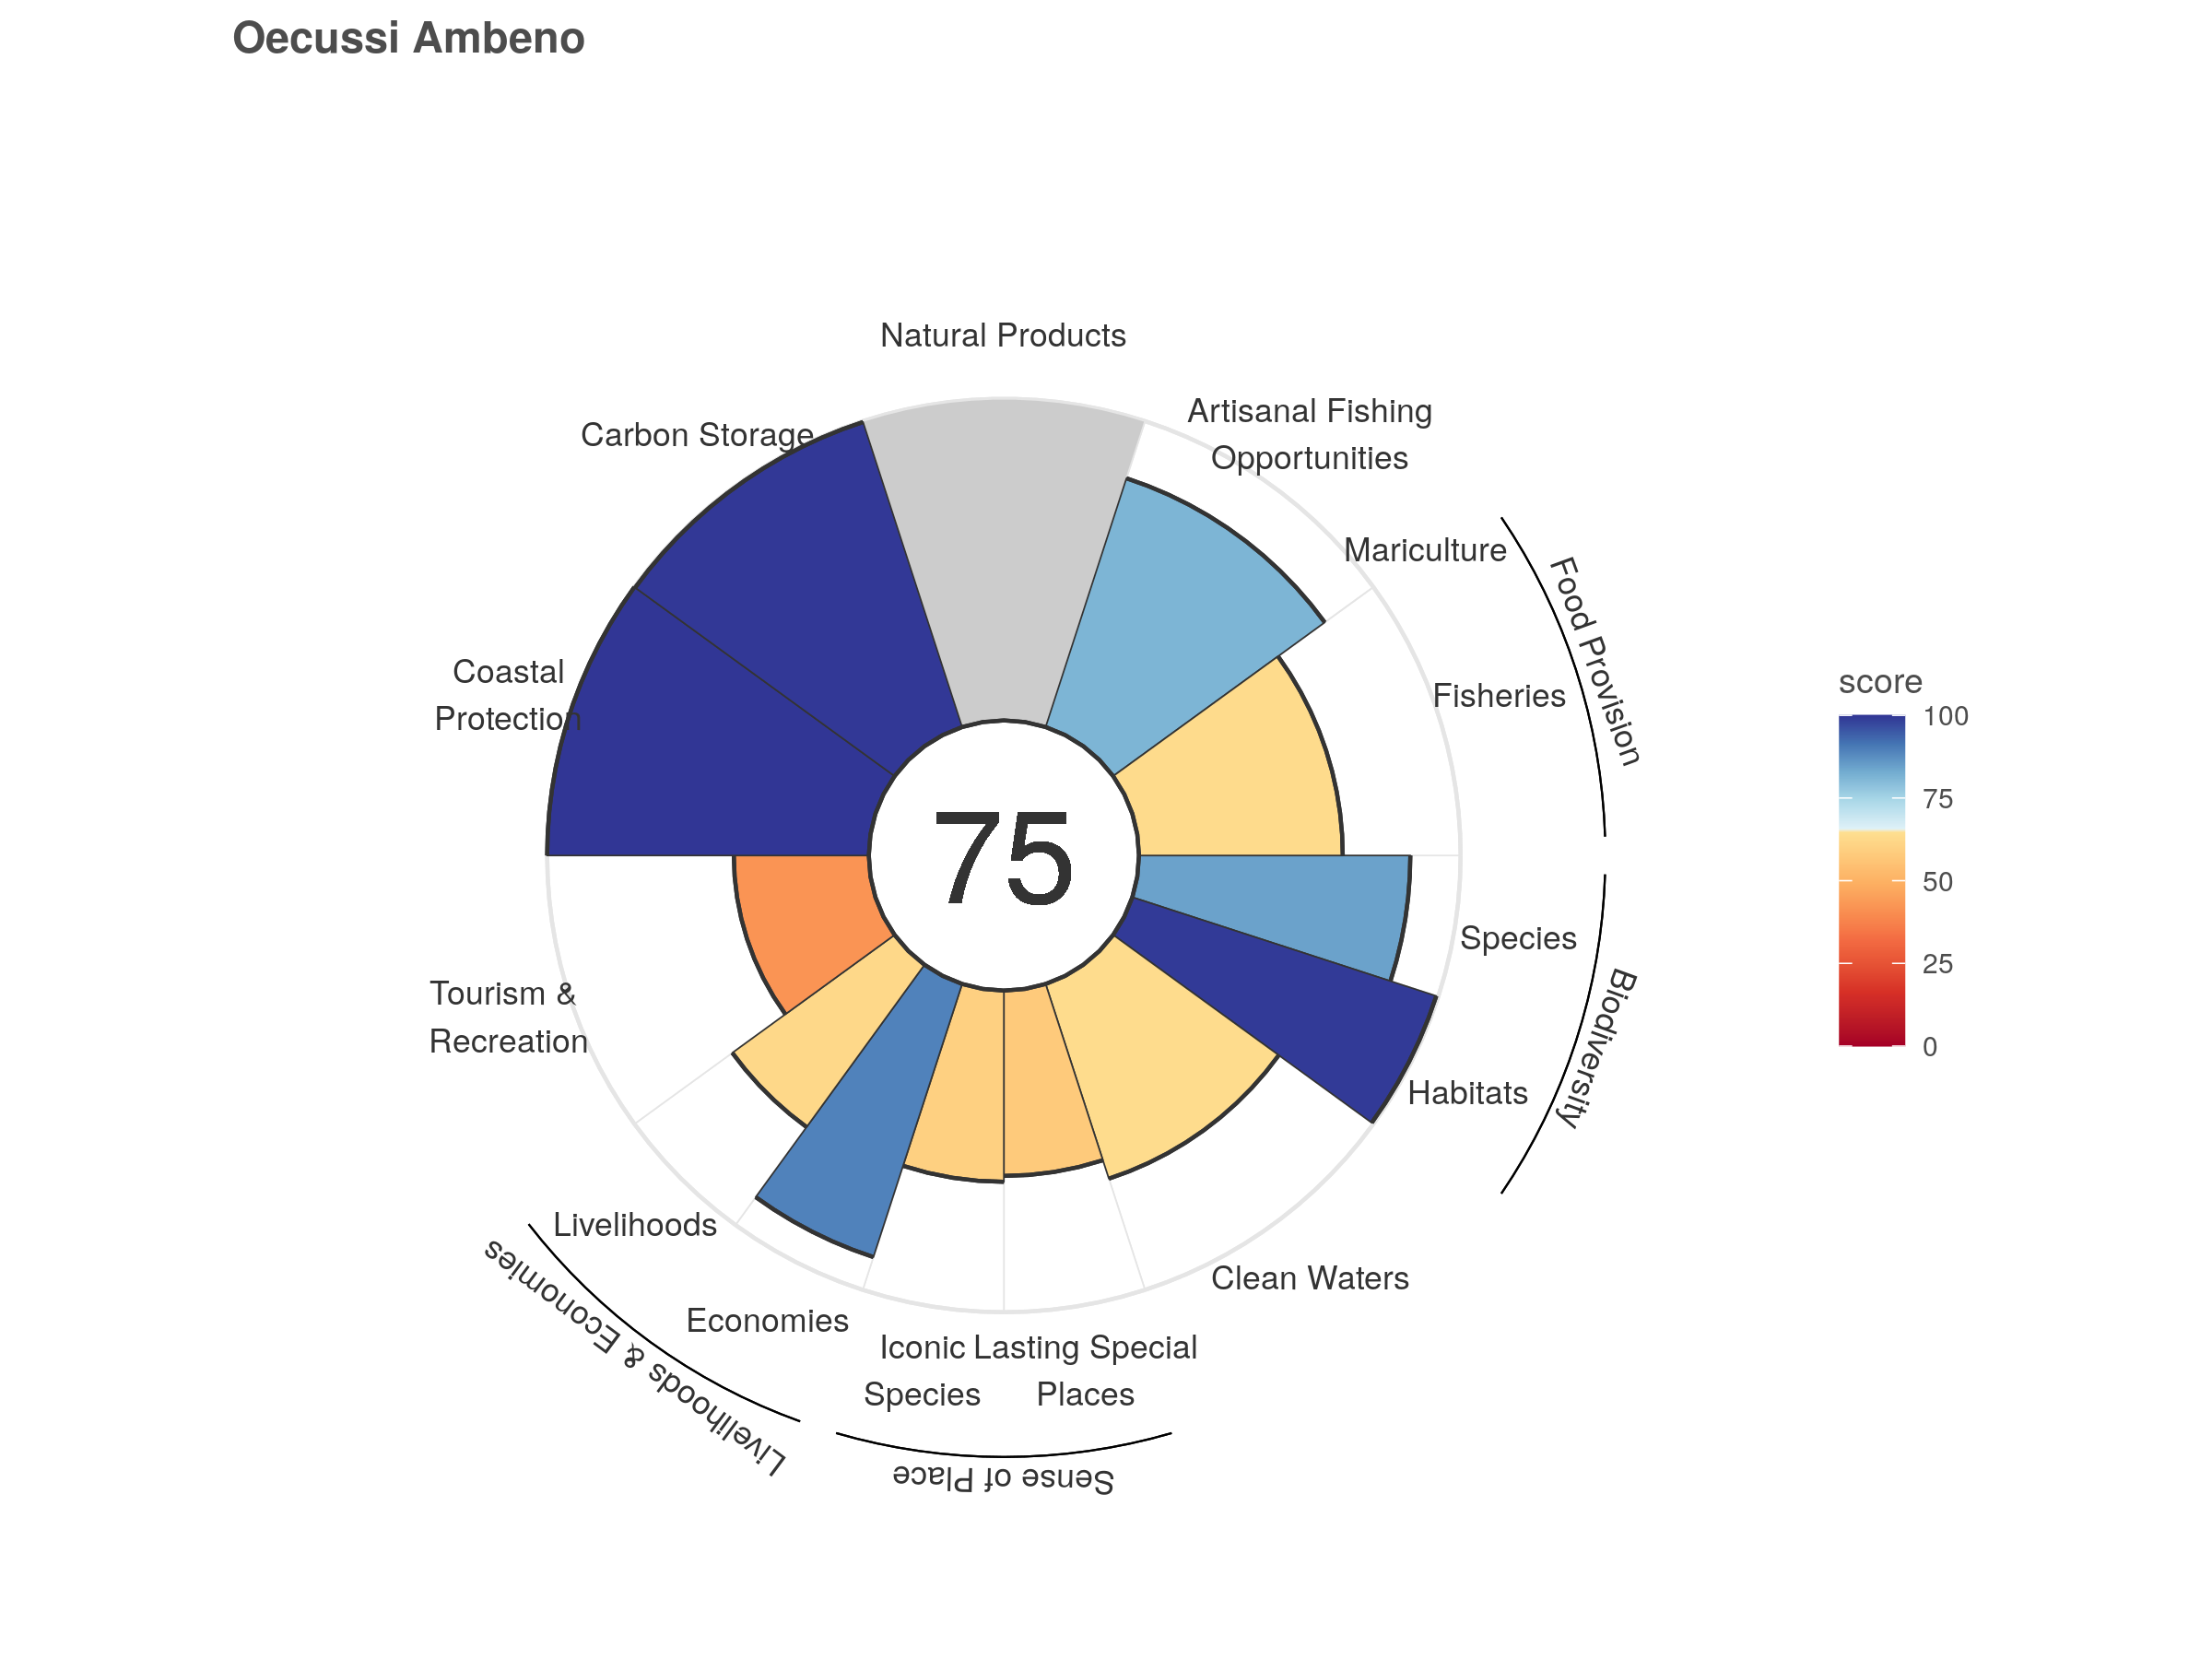 Oecussi Ambeno
Natural Products
Artisanal Fishing
Opportunities
Carbon Storage
Mariculture
Food Provision
Coastal
Protection
Fisheries
score
100
75
50
25
0
75
Species
Biodiversity
Tourism &
Recreation
Habitats
Livelihoods
Clean Waters
Economies
Livelihoods & Economies
Iconic
Species
Lasting Special
Places
Sense of Place